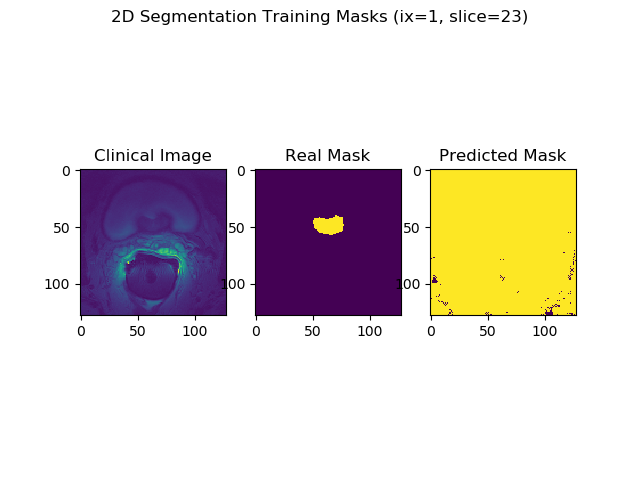 2D Segmentation Training Masks (ix=1, slice=23)
Clinical Image Real Mask Predicted Mask
0 0 0
50 50 50
100 100 100
0 50 100 0 50 100 0 50 100